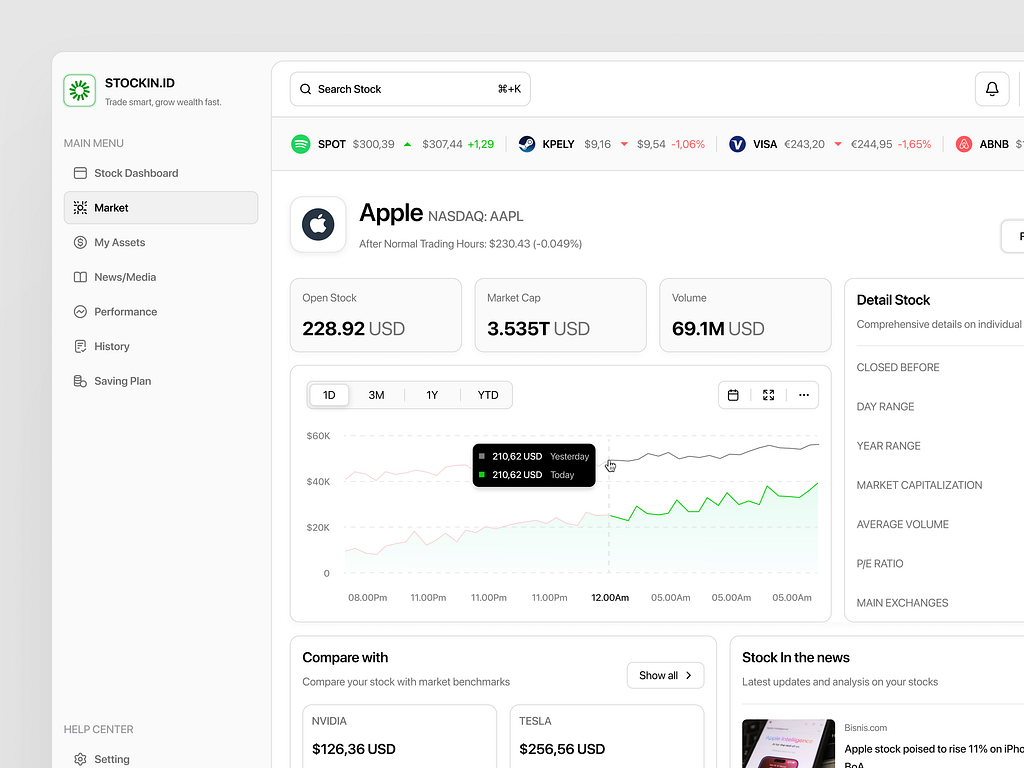 STOCKIN.ID
Trade smart, grow wealth fast.
MAIN MENU
Stock Dashboard
Market
My Assets
News/Media
Performance
History
Saving Plan
HELP CENTER
Setting
Search Stock ⌘+K
SPOT $300,39 $307,44 +1,29
KPELY $9,16 $9,54 -1,06%
VISA €243,20 €244,95 -1,65%
ABNB
Apple NASDAQ: AAPL
After Normal Trading Hours: $230.43 (-0.049%)
Open Stock
228.92 USD
Market Cap
3.535T USD
Volume
69.1M USD
1D 3M 1Y YTD
$60K
$40K
$20K
0
210,62 USD Yesterday
210,62 USD Today
08.00Pm 11.00Pm 11.00Pm 11.00Pm 12.00Am 05.00Am 05.00Am 05.00Am
Detail Stock
Comprehensive details on individual
CLOSED BEFORE
DAY RANGE
YEAR RANGE
MARKET CAPITALIZATION
AVERAGE VOLUME
P/E RATIO
MAIN EXCHANGES
Compare with
Compare your stock with market benchmarks
Show all
NVIDIA
$126,36 USD
TESLA
$256,56 USD
Stock In the news
Latest updates and analysis on your stocks
Apple Intelligence
Bisnis.com
Apple stock poised to rise 11% on iPho
BoA